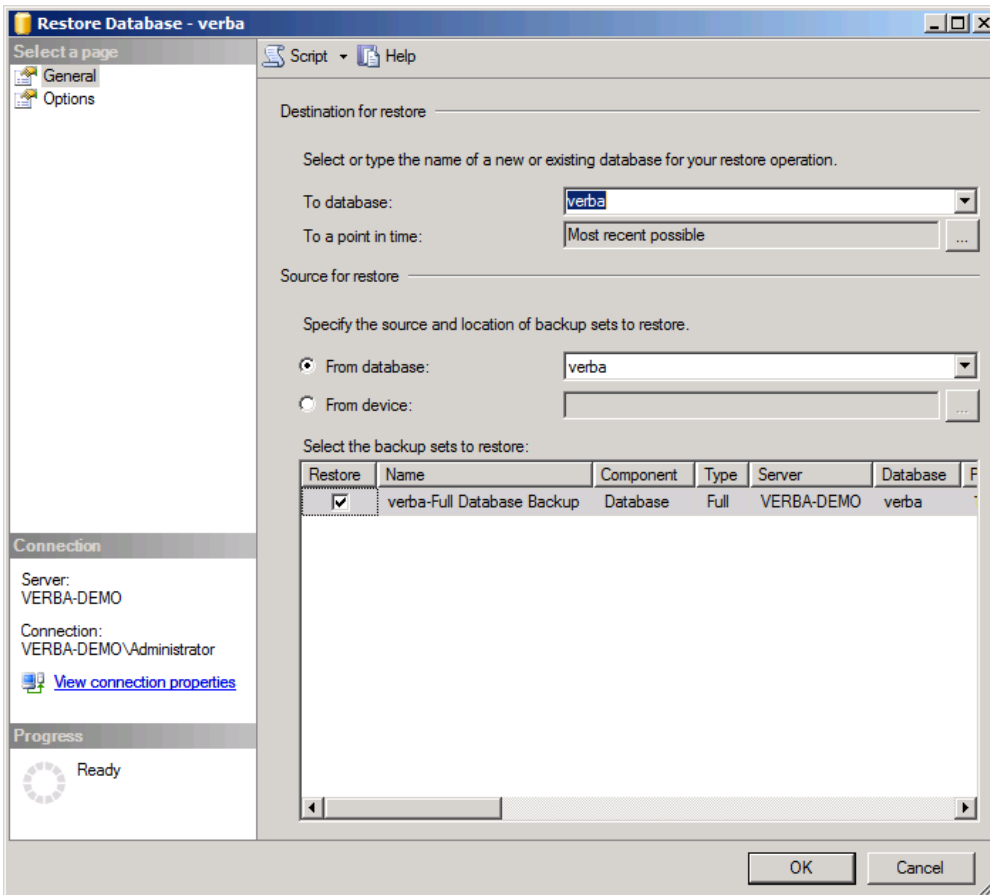 Restore Database - verba
Select a page
General
Options
Script
Help
Destination for restore
Select or type the name of a new or existing database for your restore operation.
To database:
verba
To a point in time:
Most recent possible
...
Source for restore
Specify the source and location of backup sets to restore.
From database:
verba
From device:
...
Select the backup sets to restore:
Restore Name Component Type Server Database
verba-Full Database Backup Database Full VERBA-DEMO verba
Connection
Server:
VERBA-DEMO
Connection:
VERBA-DEMO\Administrator
View connection properties
Progress
Ready
OK Cancel